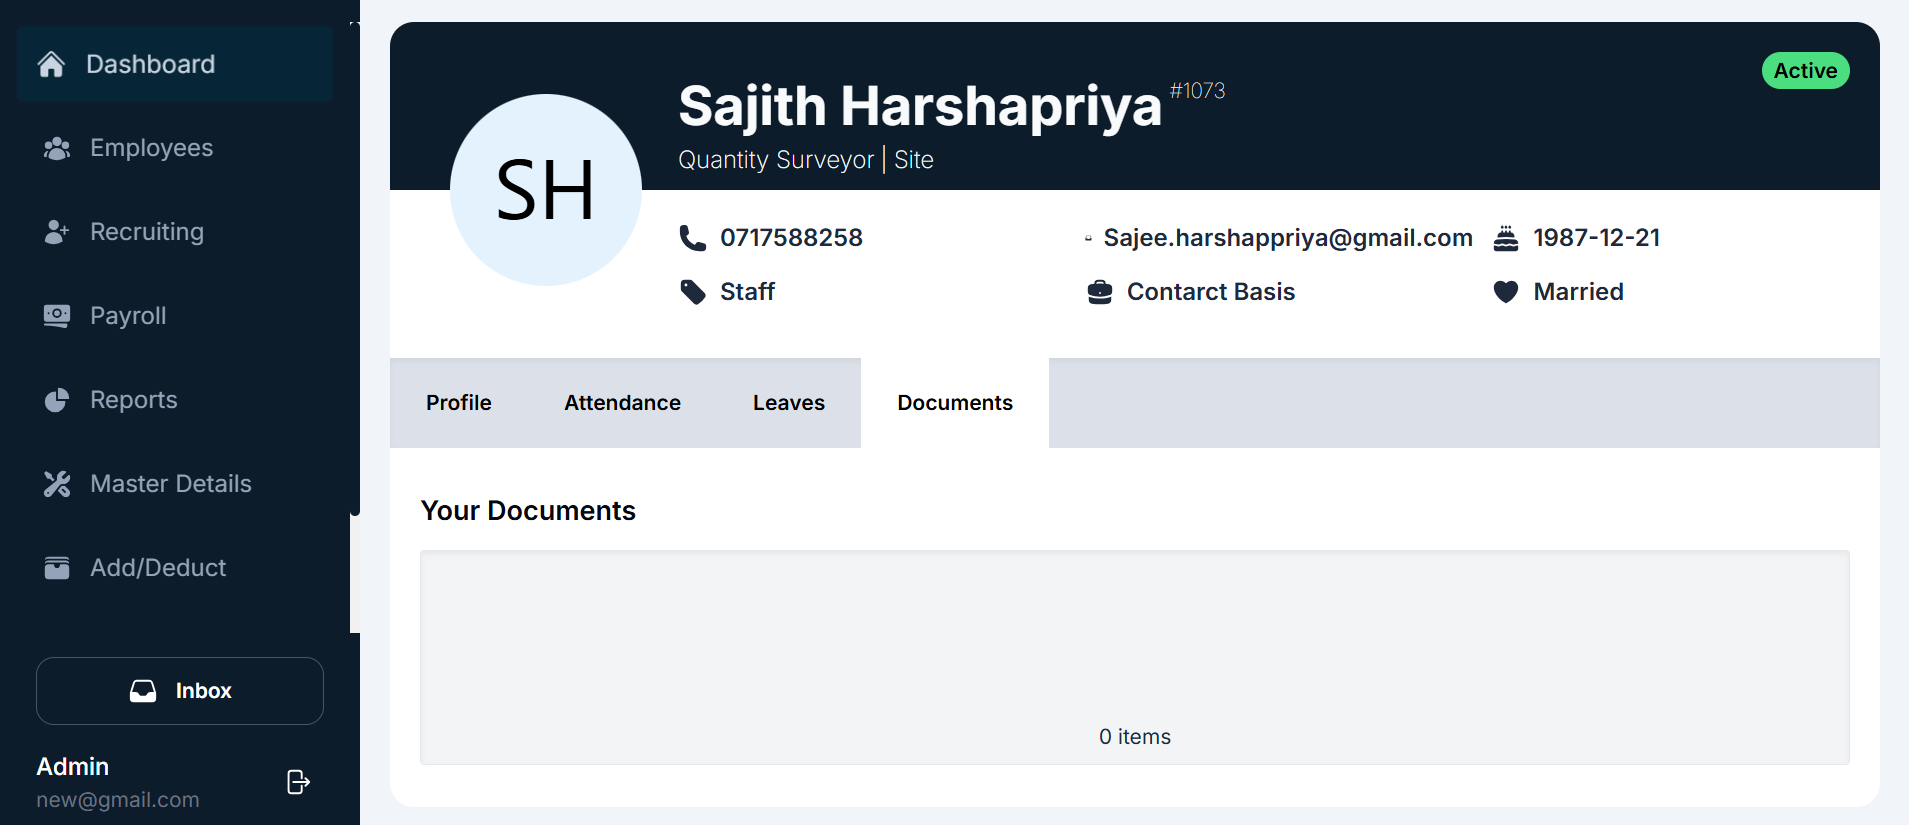 Dashboard
Employees
Recruiting
Payroll
Reports
Master Details
Add/Deduct
Inbox
Admin
new@gmail.com
Active
SH
Sajith Harshapriya #1073
Quantity Surveyor | Site
0717588258
Sajee.harshappriya@gmail.com
1987-12-21
Staff
Contarct Basis
Married
Profile Attendance Leaves Documents
Your Documents
0 items